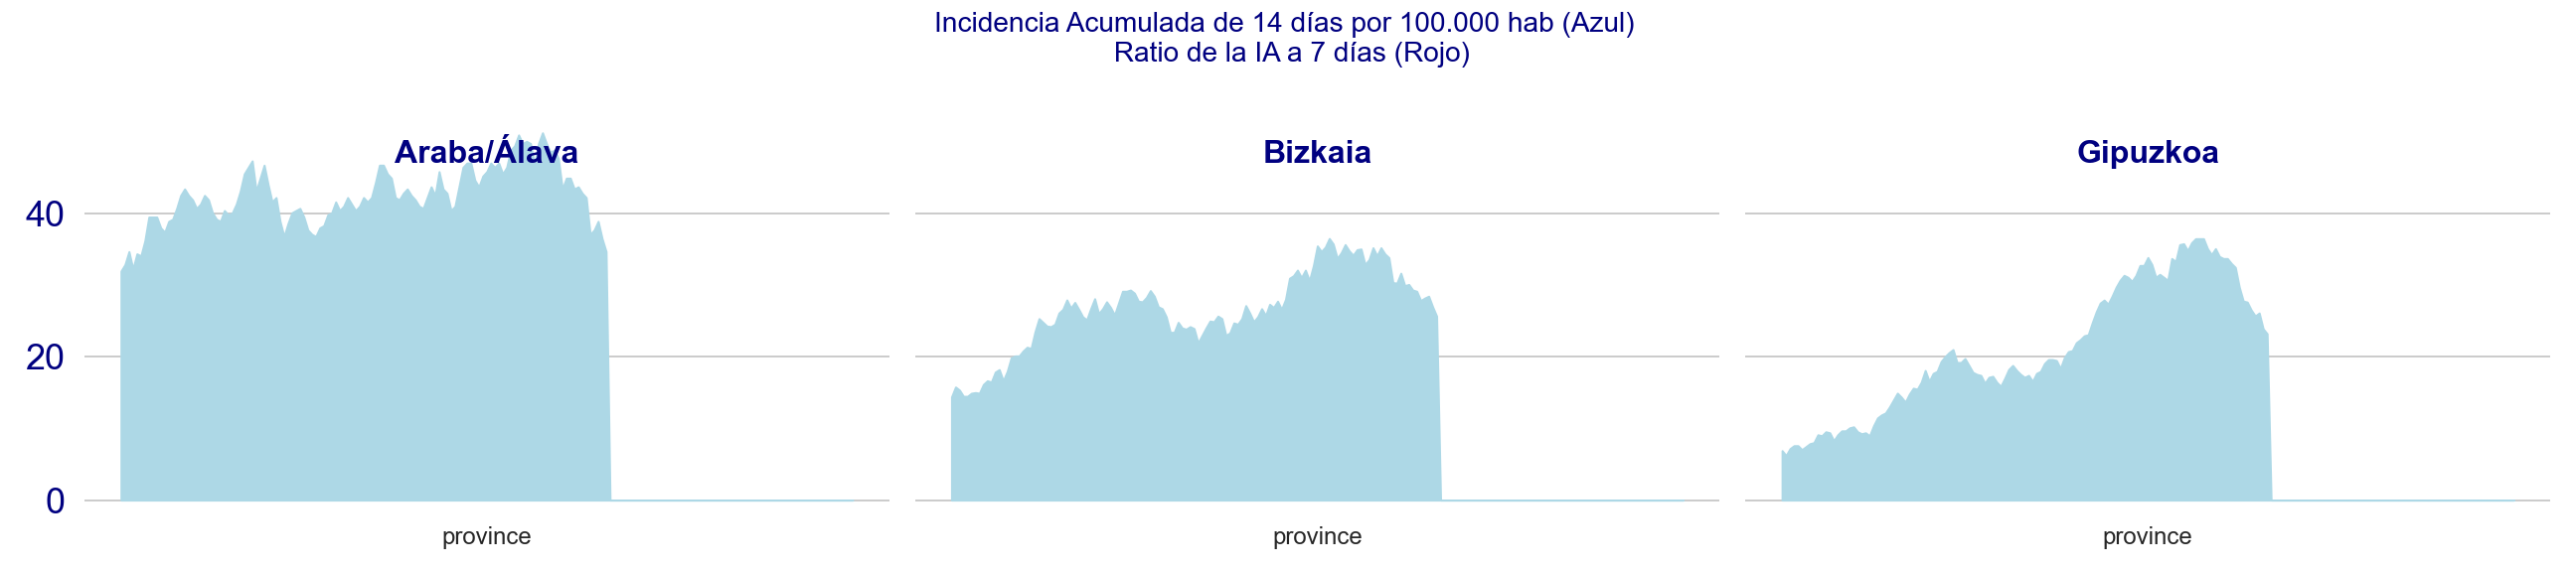 Incidencia Acumulada de 14 días por 100.000 hab (Azul)
Ratio de la IA a 7 días (Rojo)
Araba/Álava
Bizkaia
Gipuzkoa
40
20
0
province
province
province